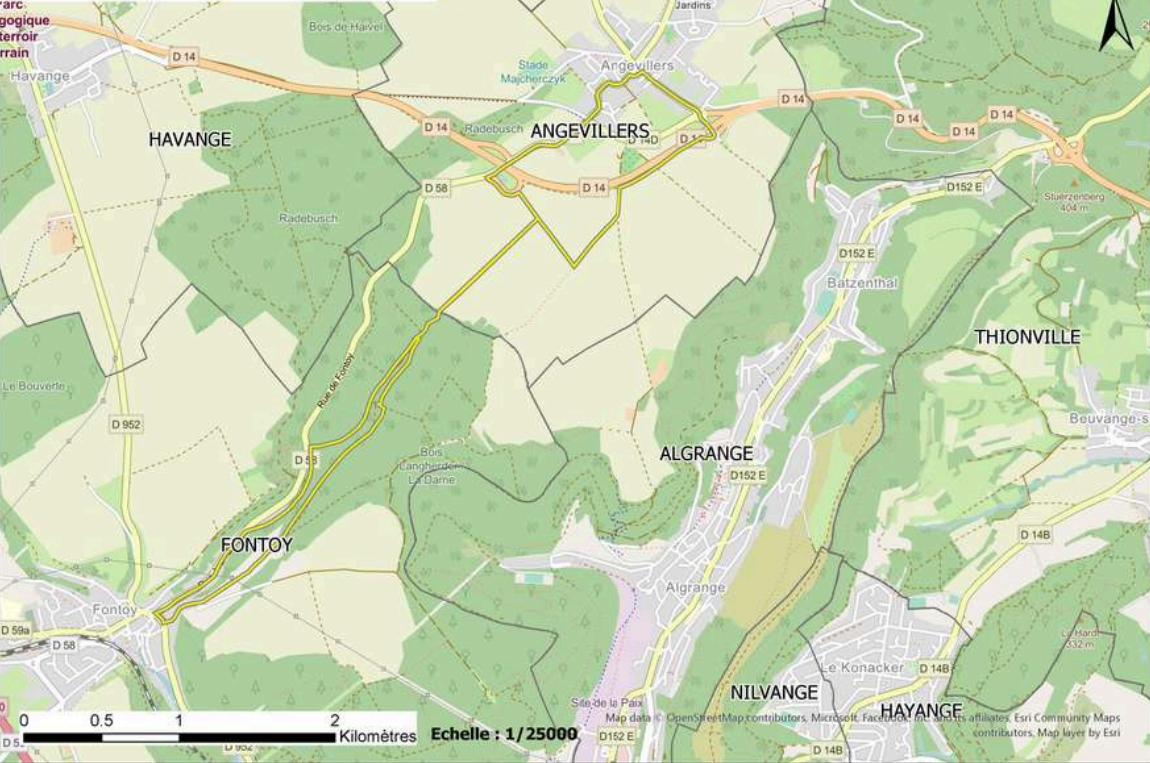 Parc
gogique
terroir
rrain
Jardins
Bois de Haivel
D 14
Stade
Majcherczyk
Angevillers
Havange
D 14
D 14
D 14
D 14
D 14
HAVANGE
Radebusch
ANGEVILLERS
D 14D
D 58
D 14
D152 E
Stuerzenberg
404 m
Radebusch
D152 E
Batzenthal
THIONVILLE
Rue de Fontoy
Le Bouverte
D 952
Beuvange-s
ALGRANGE
Bois
Langherden
La Dame
D 58
D152 E
FONTOY
D 14B
Algrange
Fontoy
D 59a
D 58
La Hardt
332 m
Le Konacker
D 14B
NILVANGE
HAYANGE
Site de la Paix
Map data © OpenStreetMap contributors, Microsoft, Facebook, Inc. and its affiliates, Esri Community Maps
contributors, Map layer by Esri
0 0.5 1 2
Kilomètres
Echelle : 1/25000
D152 E
D 952
D 14B